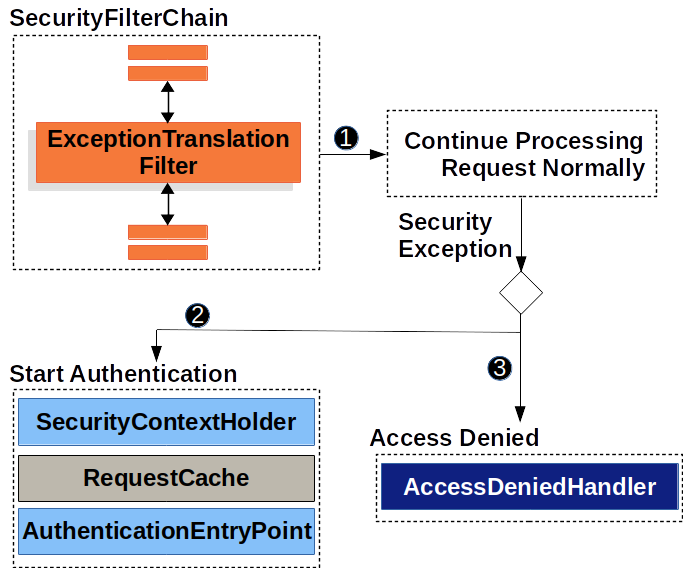 SecurityFilterChain
ExceptionTranslation
Filter
1
Continue Processing
Request Normally
Security
Exception
2
3
Start Authentication
SecurityContextHolder
RequestCache
AuthenticationEntryPoint
Access Denied
AccessDeniedHandler